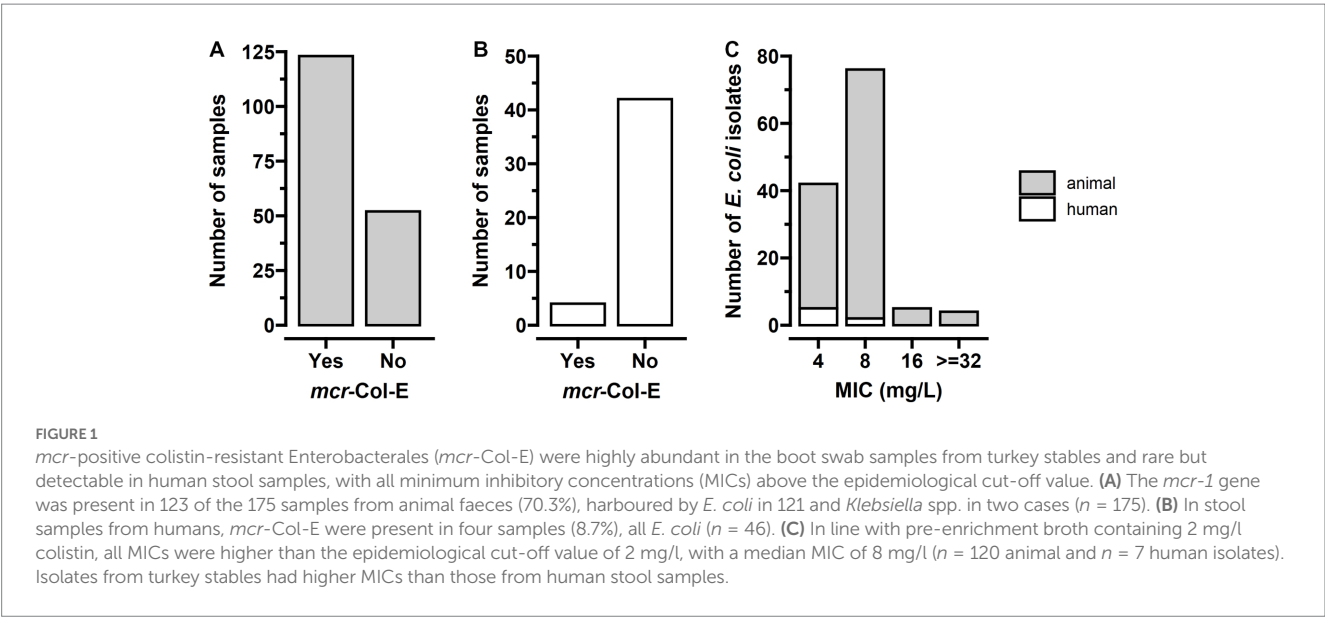 A
B
C
125
100
75
50
25
0
Number of samples
Yes No
mcr-Col-E
50
40
30
20
10
0
Number of samples
Yes No
mcr-Col-E
80
60
40
20
0
Number of E. coli isolates
4 8 16 >=32
MIC (mg/L)
animal
human
FIGURE 1
mcr-positive colistin-resistant Enterobacterales (mcr-Col-E) were highly abundant in the boot swab samples from turkey stables and rare but
detectable in human stool samples, with all minimum inhibitory concentrations (MICs) above the epidemiological cut-off value. (A) The mcr-1 gene
was present in 123 of the 175 samples from animal faeces (70.3%), harboured by E. coli in 121 and Klebsiella spp. in two cases (n = 175). (B) In stool
samples from humans, mcr-Col-E were present in four samples (8.7%), all E. coli (n = 46). (C) In line with pre-enrichment broth containing 2 mg/l
colistin, all MICs were higher than the epidemiological cut-off value of 2 mg/l, with a median MIC of 8 mg/l (n = 120 animal and n = 7 human isolates).
Isolates from turkey stables had higher MICs than those from human stool samples.